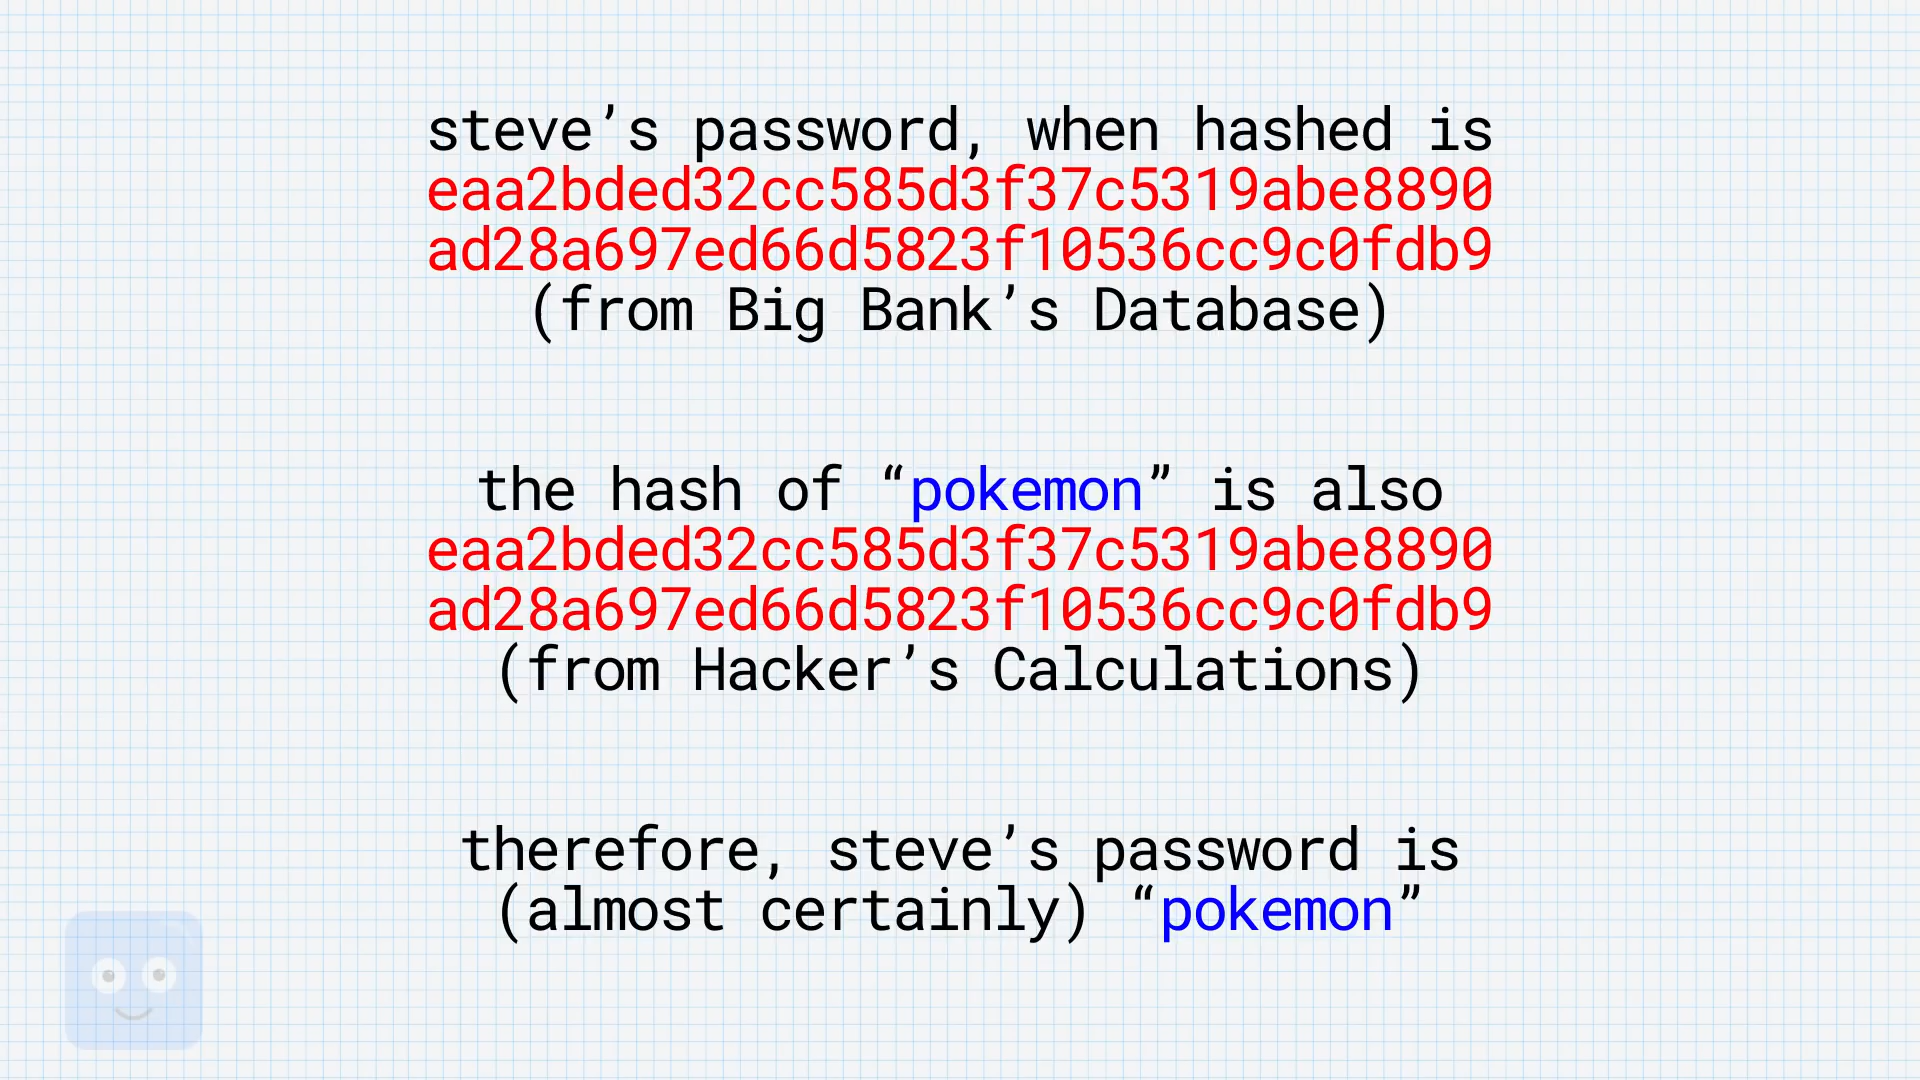 steve’s password, when hashed is
eaa2bded32cc585d3f37c5319abe8890
ad28a697ed66d5823f10536cc9c0fdb9
(from Big Bank’s Database)
the hash of “pokemon” is also
eaa2bded32cc585d3f37c5319abe8890
ad28a697ed66d5823f10536cc9c0fdb9
(from Hacker’s Calculations)
therefore, steve’s password is
(almost certainly) “pokemon”